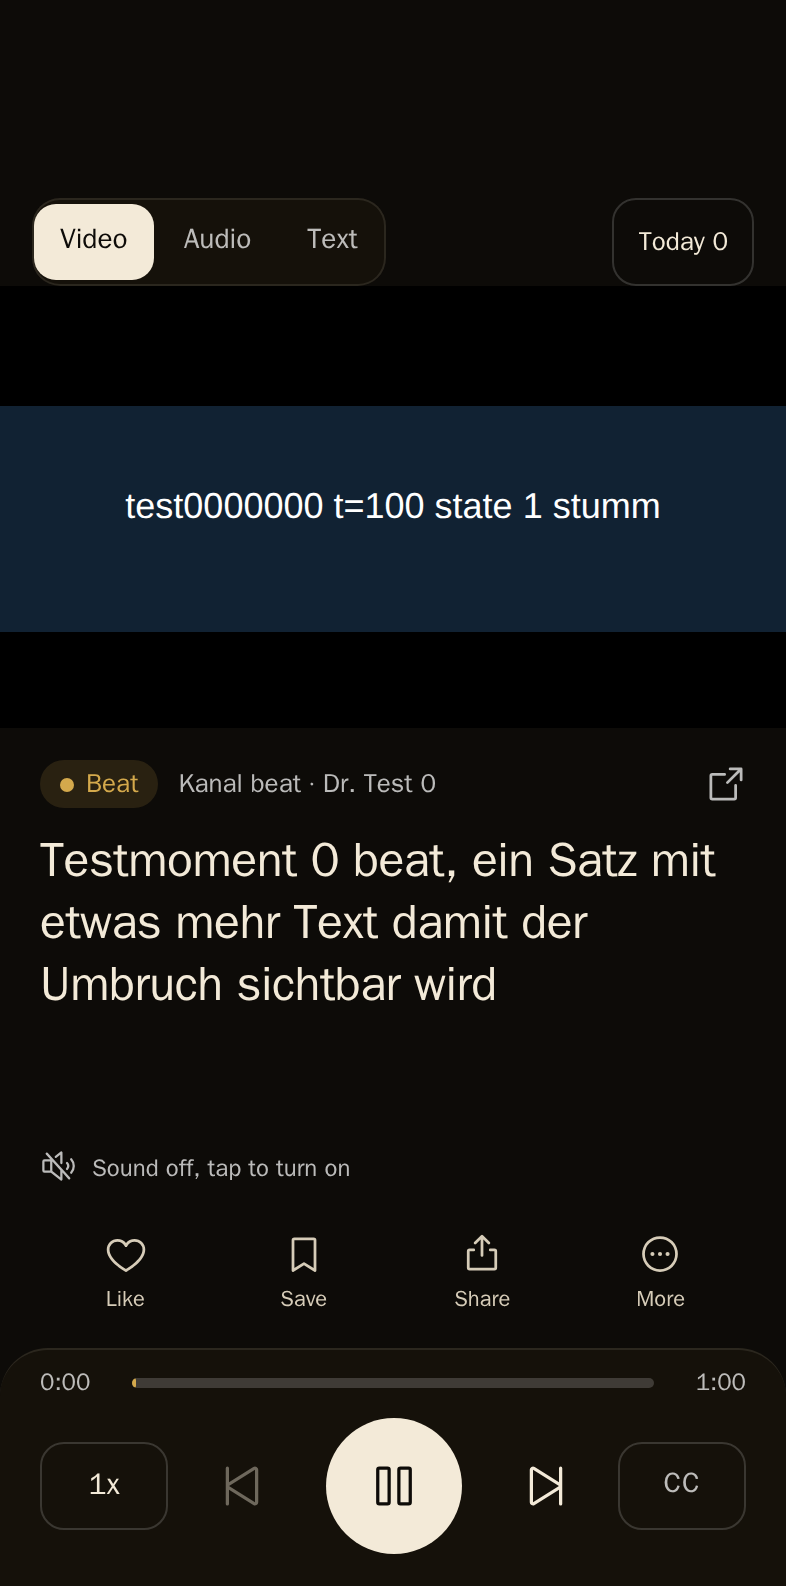 Video Audio Text Today 0
test0000000 t=100 state 1 stumm
Beat Kanal beat · Dr. Test 0
Testmoment 0 beat, ein Satz mit
etwas mehr Text damit der
Umbruch sichtbar wird
Sound off, tap to turn on
Like Save Share More
0:00 1:00
1x CC